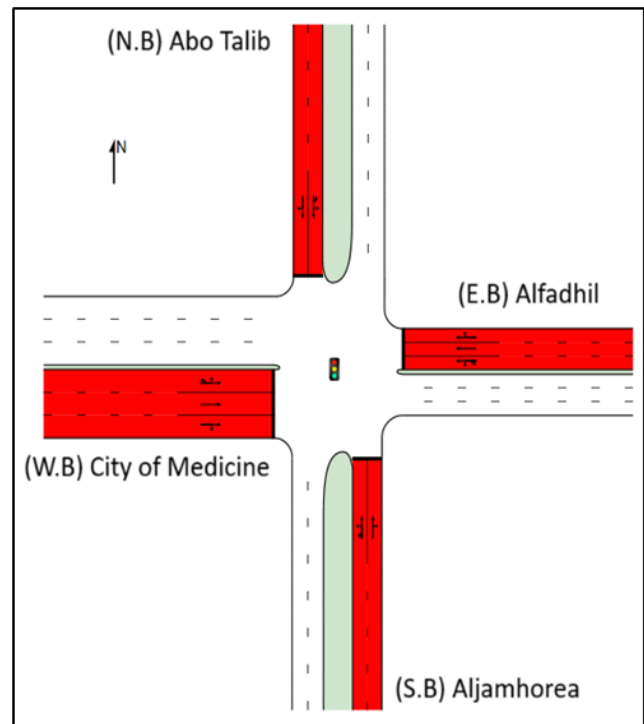 (N.B) Abo Talib
N
(E.B) Alfadhil
(W.B) City of Medicine
(S.B) Aljamhorea